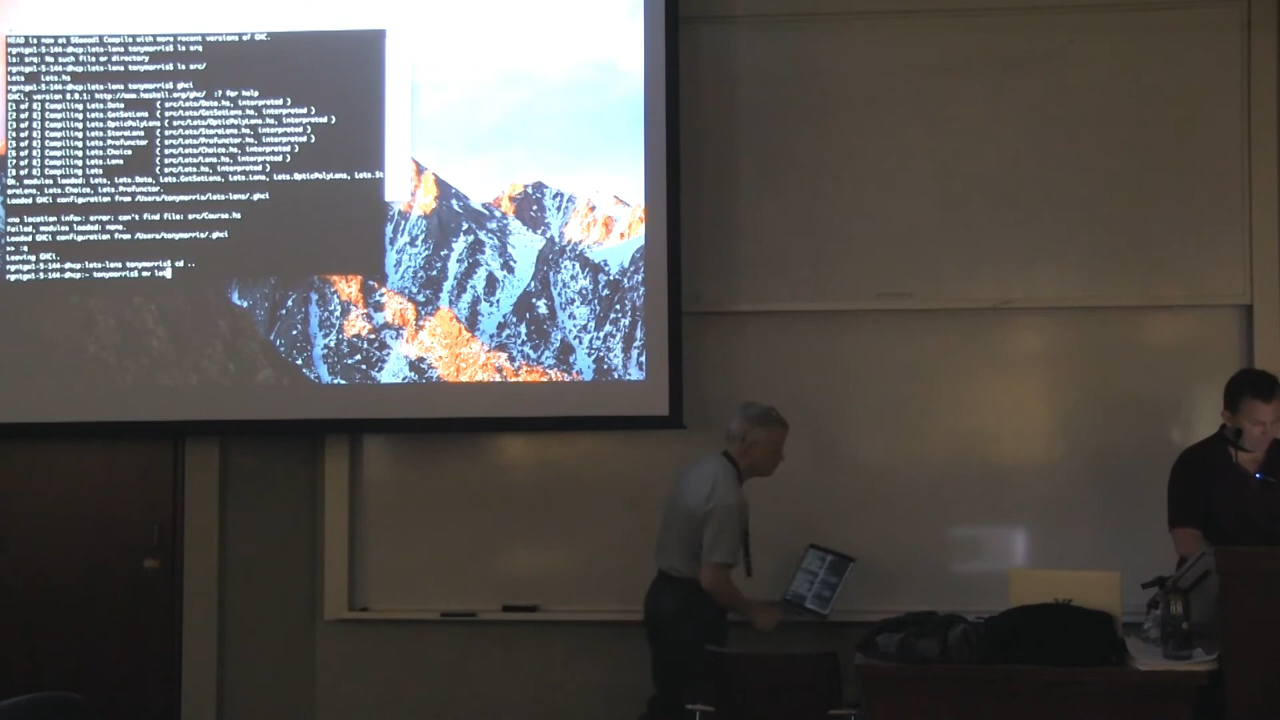 HEAD is now at 56aead1 Compile with more recent versions of GHC.
rgntgm1-5-144-dhcp:lets-lens tonymorris$ ls srq
ls: srq: No such file or directory
rgntgm1-5-144-dhcp:lets-lens tonymorris$ ls src/
Lets Lets.hs
rgntgm1-5-144-dhcp:lets-lens tonymorris$ ghci
GHCi, version 8.0.1: http://www.haskell.org/ghc/ :? for help
[1 of 8] Compiling Lets.Data ( src/Lets/Data.hs, interpreted )
[2 of 8] Compiling Lets.GetSetLens ( src/Lets/GetSetLens.hs, interpreted )
[3 of 8] Compiling Lets.OpticPolyLens ( src/Lets/OpticPolyLens.hs, interpreted )
[4 of 8] Compiling Lets.StoreLens ( src/Lets/StoreLens.hs, interpreted )
[5 of 8] Compiling Lets.Profunctor ( src/Lets/Profunctor.hs, interpreted )
[6 of 8] Compiling Lets.Choice ( src/Lets/Choice.hs, interpreted )
[7 of 8] Compiling Lets.Lens ( src/Lets/Lens.hs, interpreted )
[8 of 8] Compiling Lets ( src/Lets.hs, interpreted )
Ok, modules loaded: Lets, Lets.Data, Lets.GetSetLens, Lets.Lens, Lets.OpticPolyLens, Lets.St
oreLens, Lets.Choice, Lets.Profunctor.
Loaded GHCi configuration from /Users/tonymorris/lets-lens/.ghci
<no location info>: error: can't find file: src/Course.hs
Failed, modules loaded: none.
Loaded GHCi configuration from /Users/tonymorris/.ghci
>> :q
Leaving GHCi.
rgntgm1-5-144-dhcp:lets-lens tonymorris$ cd ..
rgntgm1-5-144-dhcp:~ tonymorris$ mv let